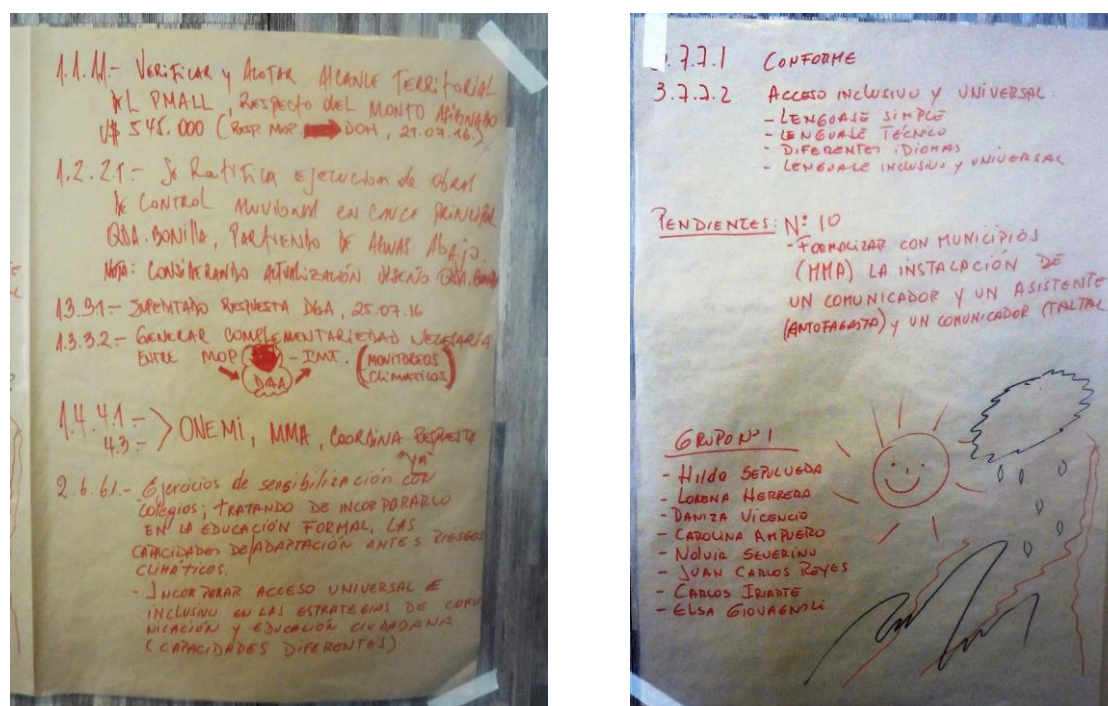 1.1.11.- VERIFICAR y ACOTAR ALCANCE TERRITORIAL
DEL PMALL, RESPECTO DEL MONTO ASIGNADO
U$ 545.000 (RESP. MOP. DOH, 21.07.16)
1.2.2.1 = Se RATIFICA EJECUCION de obras
DE CONTROL ALUVIONAL EN CAUCE PRINCIPAL
QDA. BONILLA, PARTIENDO DE AGUAS ABAJO.
NOTA: CONSIDERANDO ACTUALIZACIÓN DISEÑO QDA. BONILLA
1.3.3.1 = SUPEDITADO RESPUESTA DGA, 25.07.16
1.3.3.2 = GENERAR COMPLEMENTARIEDAD NECESARIA
ENTRE MOP - IMT. (MONITOREOS
DGA CLIMATICOS)
1.4.4.1 =
4.3 = > ONEMI, MMA, COORDINA RESPUESTA
"YA"
2.6.6.1.- Ejercicios de sensibilización con
colegios; TRATANDO DE INCORPORARLO
EN LA EDUCACIÓN FORMAL, LAS
CAPACIDADES DE/ADAPTACIÓN ANTES RIESGOS
CLIMÁTICOS.
- INCORPORAR ACCESO UNIVERSAL E
INCLUSIVO EN LAS ESTRATEGIAS DE COMU
NICACIÓN Y EDUCACIÓN CIUDADANA
(CAPACIDADES DIFERENTES)
.7.7.1 CONFORME
3.7.7.2 ACCESO INCLUSIVO Y UNIVERSAL:
- LENGUAJE SIMPLE
- LENGUAJE TÉCNICO
- DIFERENTES IDIOMAS
- LENGUAJE INCLUSIVO Y UNIVERSAL
PENDIENTES: Nº 10
- FORMALIZAR CON MUNICIPIOS
(MMA) LA INSTALACIÓN DE
UN COMUNICADOR Y UN ASISTENTE
(ANTOFAGASTA) y UN COMUNICADOR (TALTAL
GRUPO Nº 1
- Hilda SEPULVEDA
- LORENA HERRERA
- DANIZA VICENCIO
- CAROLINA AMPUERO
- Nolvia SEVERINO
- JUAN CARLOS REYES
- CARLOS IRIARTE
- ELSA GIOVAGNOLI